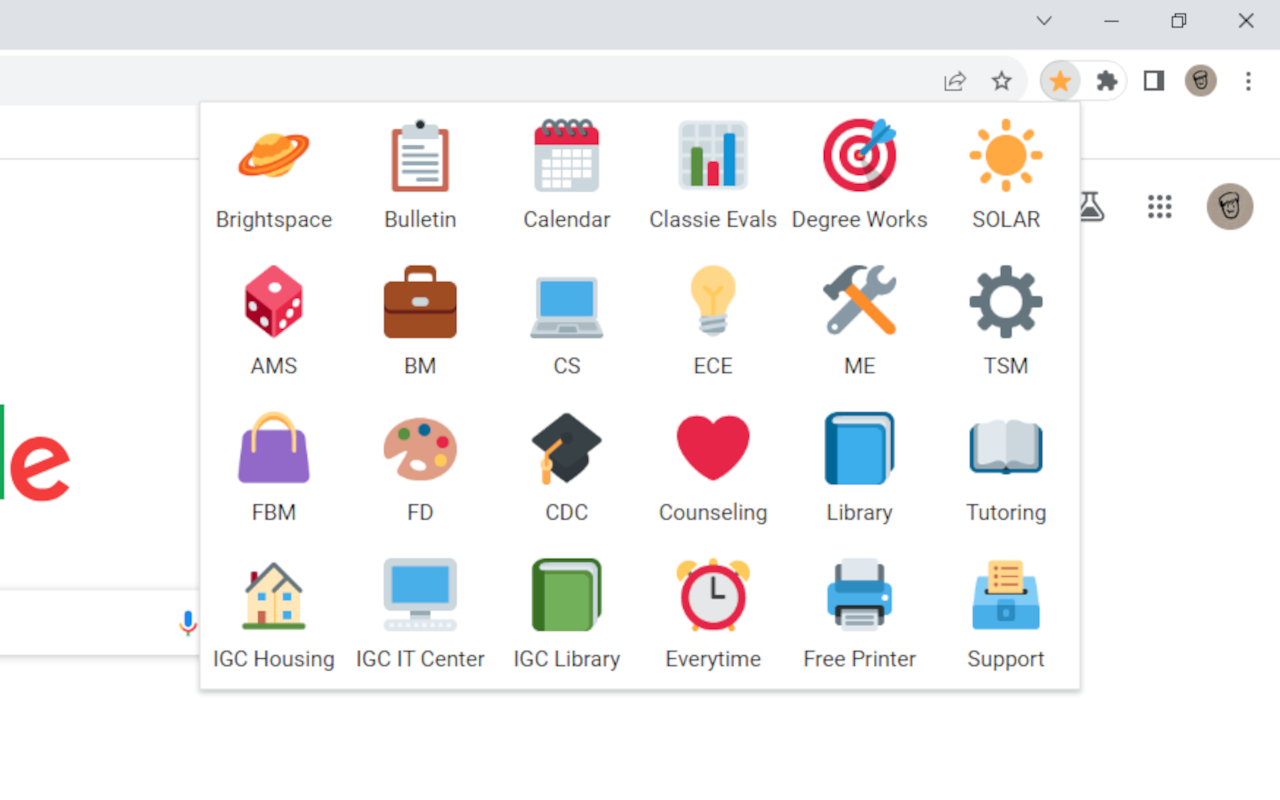 Brightspace Bulletin Calendar Classie Evals Degree Works SOLAR
AMS BM CS ECE ME TSM
le
FBM FD CDC Counseling Library Tutoring
IGC Housing IGC IT Center IGC Library Everytime Free Printer Support